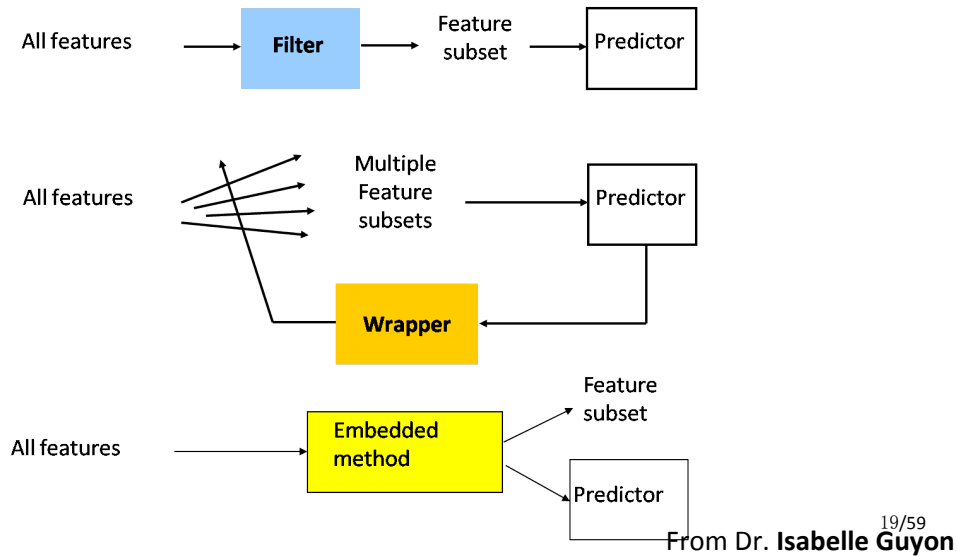 All features
Filter
Feature
subset
Predictor
All features
Multiple
Feature
subsets
Predictor
Wrapper
All features
Embedded
method
Feature
subset
Predictor
19/59
From Dr. Isabelle Guyon